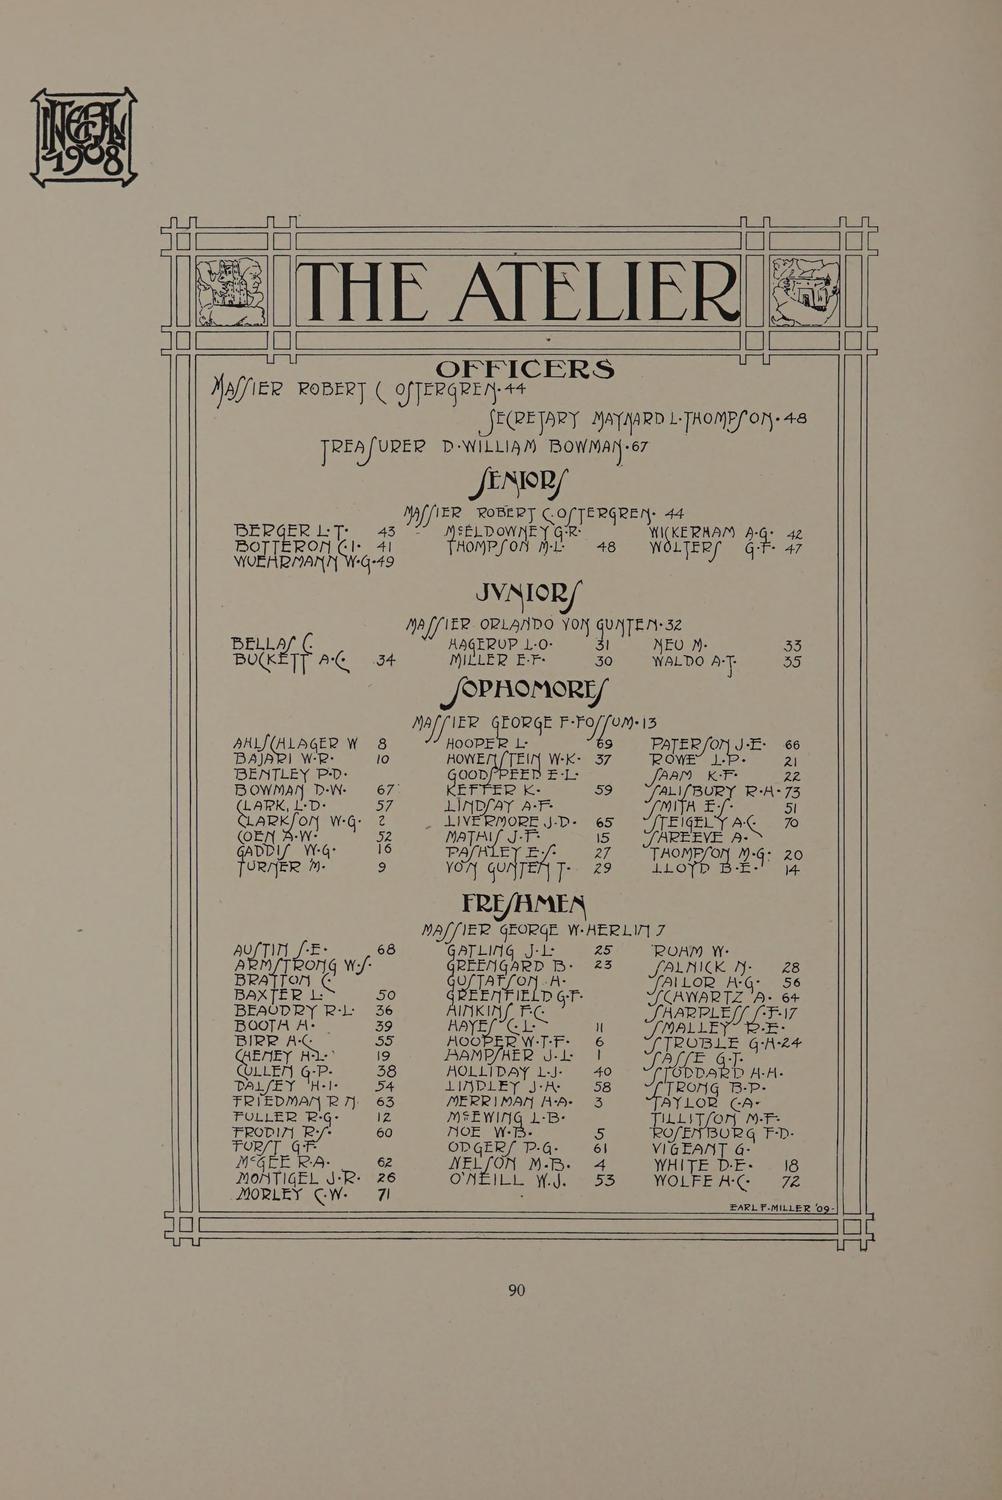 INTEGRAL
1908
THE ATELIER
OFFICERS
MASSIER ROBERT C OSTERGREN·44
SECRETARY MAYNARD L·THOMPSON·48
TREASURER D·WILLIAM BOWMAN·67
SENIORS
MASSIER ROBERT C·OSTERGREN· 44
BERGER L·T· 43 McELDOWNEY G·R· WICKERHAM A·G· 42
BOTTERON C·I· 41 THOMPSON M·L· 48 WOLTERS G·F· 47
WUEHRMANN W·G·49
JVNIORS
MASSIER ORLANDO VON GUNTEN·32
BELLAS C· HAGERUP L·O· 31 NEU M· 33
BUCKETT A·C· 34 MILLER E·F· 30 WALDO A·T· 35
SOPHOMORES
MASSIER GEORGE F·FOSSUM·13
AHLSCHLAGER W 8 HOOPER L· 69 PATERSON J·E· 66
BAJARI W·R· 10 HOWENSTEIN W·K· 37 ROWE L·P· 21
BENTLEY P·D· GOODSPEED E·L· SAAM K·F· 22
BOWMAN D·W· 67 KEFFER K· 59 SALISBURY R·H·73
CLARK, L·D· 57 LINDSAY A·F· SMITH E·S· 51
CLARKSON W·G· 2 LIVERMORE J·D· 65 STEIGELY A·C· 70
COEN A·W· 52 MATHIS J·F· 15 SAREEVE A·
GADDIS W·G· 16 PASHLEY E·S· 27 THOMPSON M·G· 20
TURNER M· 9 VON GUNTEN T· 29 LLOYD B·E· 14
FRESHMEN
MASSIER GEORGE W·HERLIN 7
AUSTIN S·E· 68 GATLING J·L· 25 ROHM W·
ARMSTRONG W·S· GREENGARD B· 23 SALNICK N· 28
BRATTON C· GUSTAFSON·H· SAILOR H·G· 56
BAXTER L· 50 GREENFIELD G·F· SCHWARTZ A· 64
BEAUDRY R·L· 36 HINKINS F·C· SHARPLESS S·F·17
BOOTH H· 39 HAYES C·L· 11 SMALLEY R·E·
BIRR H·C· 55 HOOPER W·T·F· 6 STRUBLE G·H·24
CHENEY H·L· 19 HAMPSHER J·L· 1 SASSE G·T·
CULLEN G·P· 38 HOLLIDAY L·J· 40 STODDARD H·H·
DALSEY H·I· 54 LINDLEY J·H· 58 STRONG B·P·
FRIEDMAN R N· 63 MERRIMAN H·A· 3 TAYLOR C·A·
FULLER R·G· 12 McEWING L·B· TILLITSON M·F·
FRODIN R·S· 60 NOE W·B· 5 ROSENBURG F·D·
FURST G·F· ODGERS P·G· 61 VIGEANT G·
McGEE R·A· 62 NELSON M·B· 4 WHITE D·E· 18
MONTIGEL J·R· 26 O'NEILL W.J. 53 WOLFE H·C· 72
MORLEY C·W· 71
EARL F·MILLER '09·
90